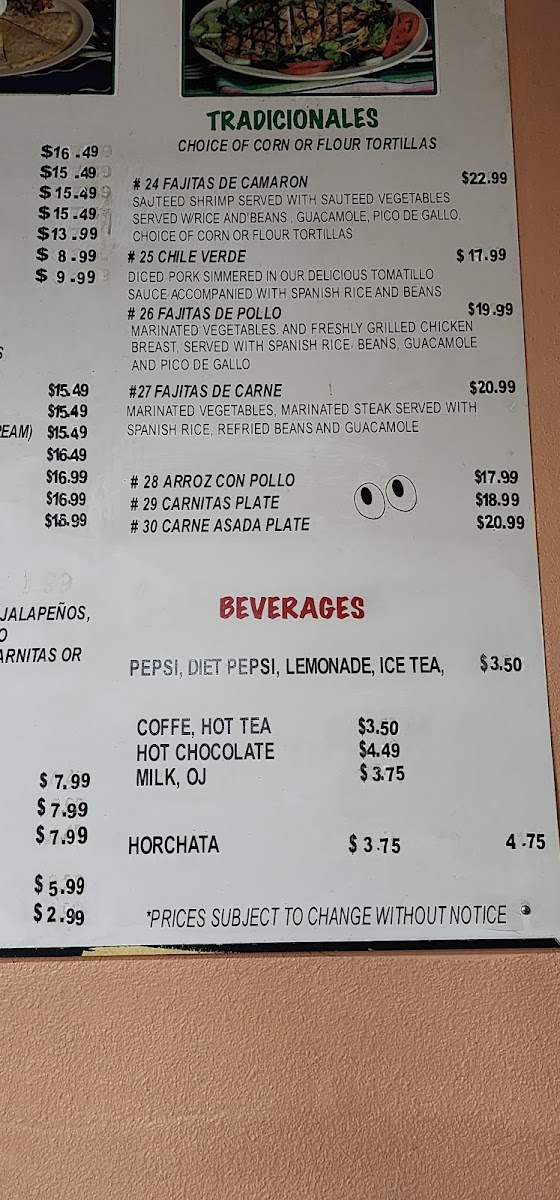 $16.49
$15.49
$15.49
$15.49
$13.99
$8.99
$9.99
S
$15.49
$15.49
EAM) $15.49
$16.49
$16.99
$16.99
$18.99
JALAPEÑOS,
O
ARNITAS OR
$7.99
$7.99
$7.99
$5.99
$2.99
TRADICIONALES
CHOICE OF CORN OR FLOUR TORTILLAS
# 24 FAJITAS DE CAMARON $22.99
SAUTEED SHRIMP SERVED WITH SAUTEED VEGETABLES
SERVED W/RICE AND BEANS , GUACAMOLE, PICO DE GALLO,
CHOICE OF CORN OR FLOUR TORTILLAS
# 25 CHILE VERDE $17.99
DICED PORK SIMMERED IN OUR DELICIOUS TOMATILLO
SAUCE ACCOMPANIED WITH SPANISH RICE AND BEANS
# 26 FAJITAS DE POLLO $19.99
MARINATED VEGETABLES. AND FRESHLY GRILLED CHICKEN
BREAST, SERVED WITH SPANISH RICE, BEANS, GUACAMOLE
AND PICO DE GALLO
#27 FAJITAS DE CARNE $20.99
MARINATED VEGETABLES, MARINATED STEAK SERVED WITH
SPANISH RICE, REFRIED BEANS AND GUACAMOLE
# 28 ARROZ CON POLLO $17.99
# 29 CARNITAS PLATE $18.99
# 30 CARNE ASADA PLATE $20.99
BEVERAGES
PEPSI, DIET PEPSI, LEMONADE, ICE TEA, $3.50
COFFE, HOT TEA $3.50
HOT CHOCOLATE $4.49
MILK, OJ $3.75
HORCHATA $3.75 4.75
*PRICES SUBJECT TO CHANGE WITHOUT NOTICE